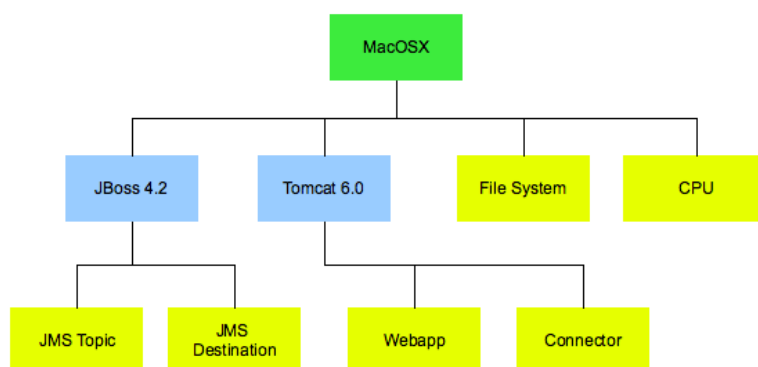 MacOSX
JBoss 4.2
Tomcat 6.0
File System
CPU
JMS Topic
JMS
Destination
Webapp
Connector